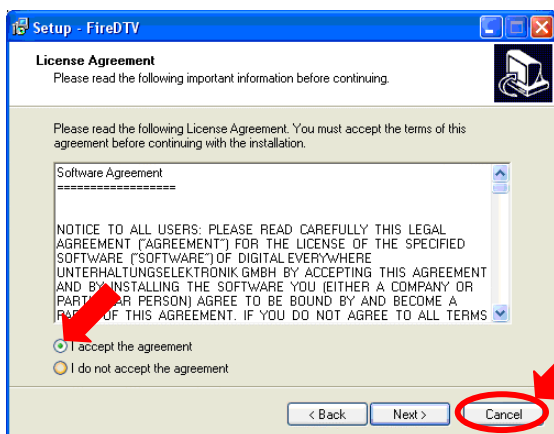 Setup - FireDTV
License Agreement
Please read the following important information before continuing.
Please read the following License Agreement. You must accept the terms of this
agreement before continuing with the installation.
Software Agreement
==================
NOTICE TO ALL USERS: PLEASE READ CAREFULLY THIS LEGAL
AGREEMENT ("AGREEMENT") FOR THE LICENSE OF THE SPECIFIED
SOFTWARE ("SOFTWARE") OF DIGITAL EVERYWHERE
UNTERHALTUNGSELEKTRONIK GMBH BY ACCEPTING THIS AGREEMENT
AND BY INSTALLING THE SOFTWARE YOU (EITHER A COMPANY OR
PERSON) AGREE TO BE BOUND BY AND BECOME A
OF THIS AGREEMENT. IF YOU DO NOT AGREE TO ALL TERMS
I accept the agreement
I do not accept the agreement
< Back
Next >
Cancel